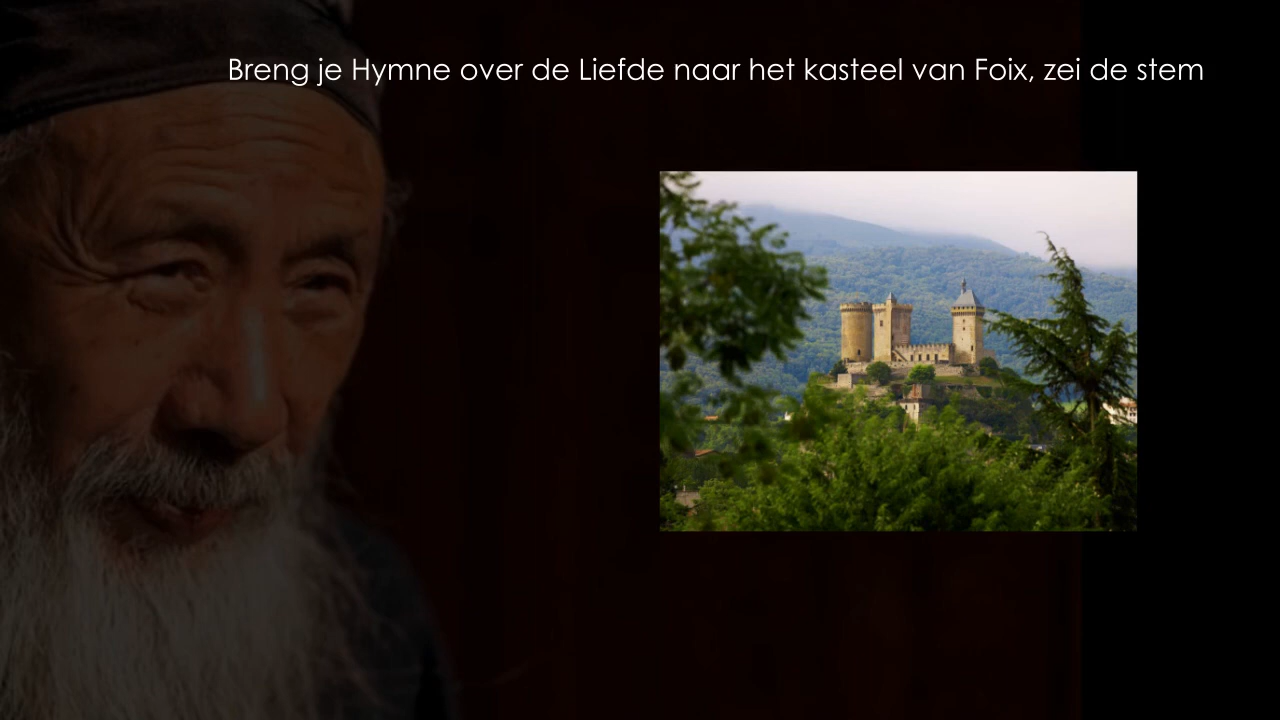 Breng je Hymne over de Liefde naar het kasteel van Foix, zei de stem